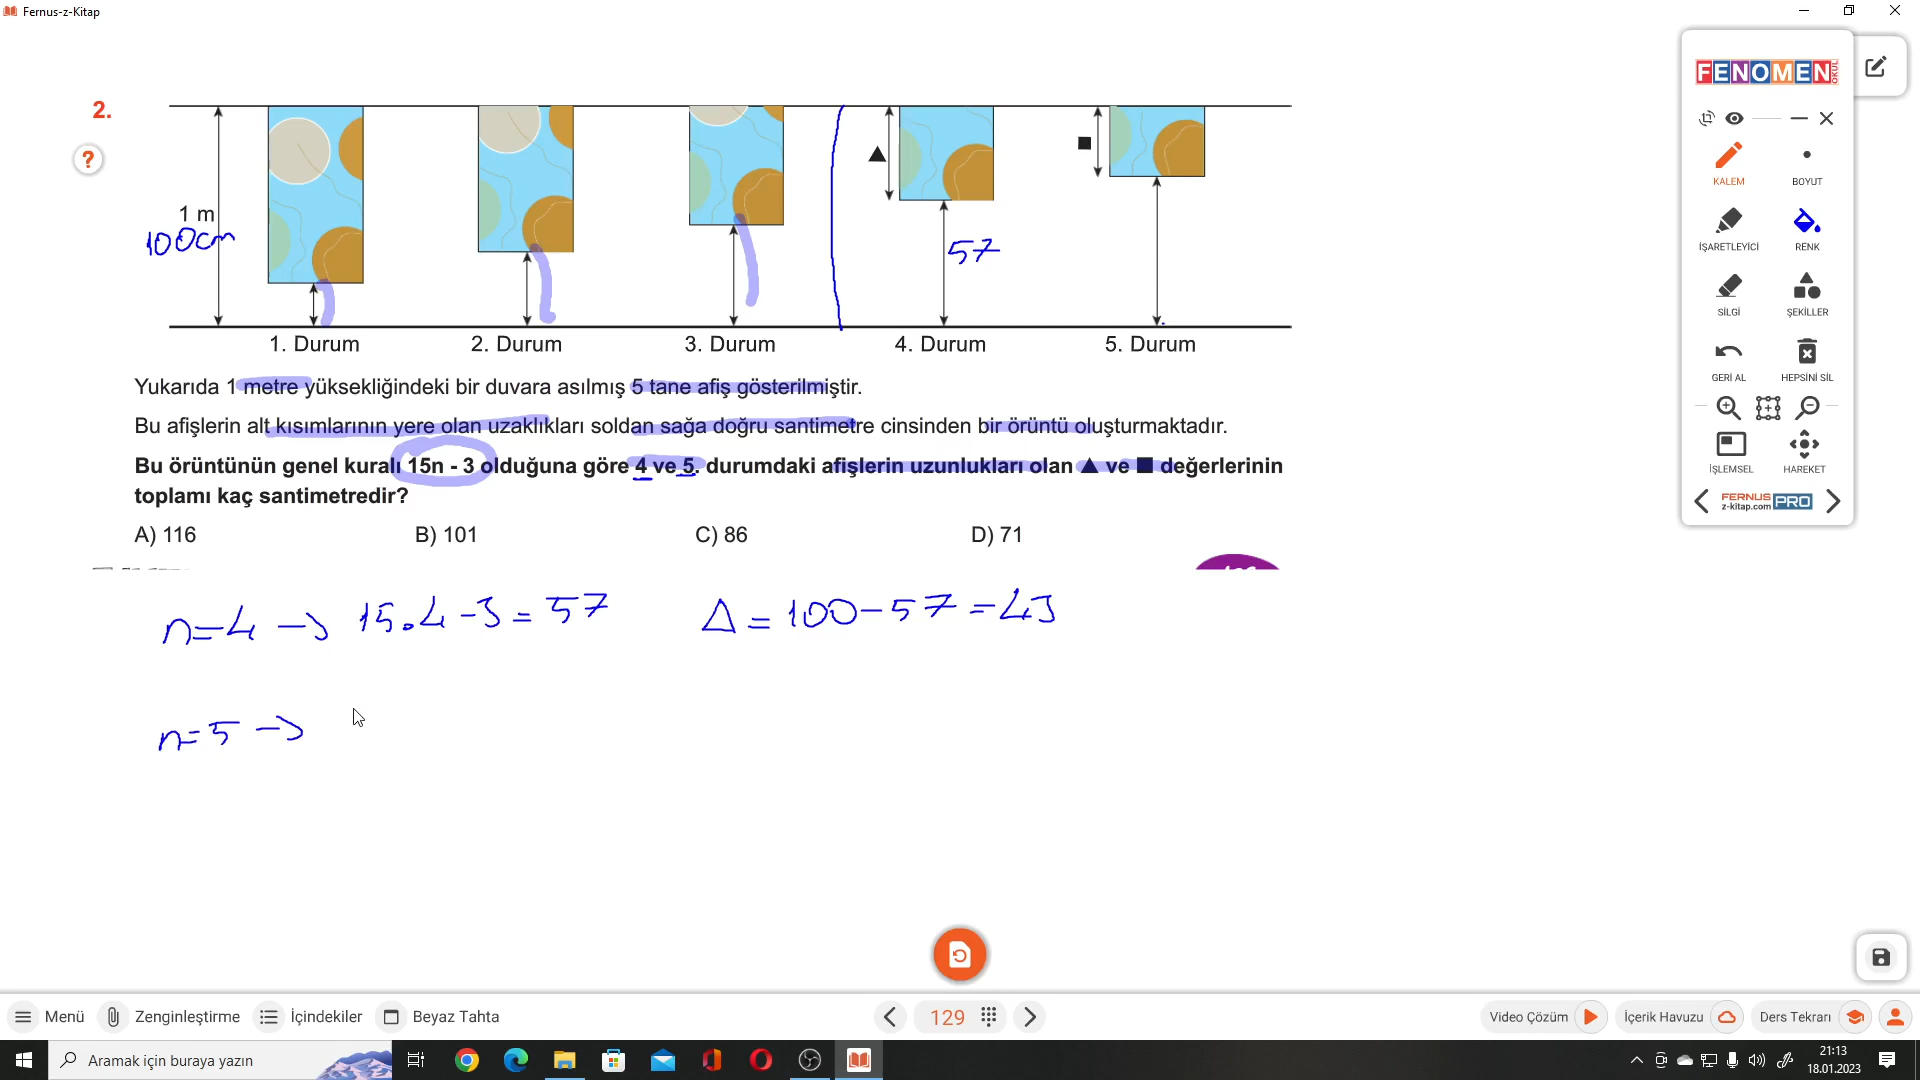 Fernus-z-Kitap
2.
?
1 m
100cm
▲
57
■
1. Durum
2. Durum
3. Durum
4. Durum
5. Durum
Yukarıda 1 metre yüksekliğindeki bir duvara asılmış 5 tane afiş gösterilmiştir.
Bu afişlerin alt kısımlarının yere olan uzaklıkları soldan sağa doğru santimetre cinsinden bir örüntü oluşturmaktadır.
Bu örüntünün genel kuralı 15n - 3 olduğuna göre 4 ve 5. durumdaki afişlerin uzunlukları olan ▲ ve ■ değerlerinin
toplamı kaç santimetredir?
A) 116
B) 101
C) 86
D) 71
n=4 → 15.4-3=57
Δ=100-57=43
n=5 →
FENOMEN OKUL
KALEM
BOYUT
İŞARETLEYİCİ
RENK
SİLGİ
ŞEKİLLER
GERİ AL
HEPSİNİ SİL
İŞLEMSEL
HAREKET
FERNUS PRO
z-kitap.com
Menü
Zenginleştirme
İçindekiler
Beyaz Tahta
129
Video Çözüm
İçerik Havuzu
Ders Tekrarı
Aramak için buraya yazın
21:13
18.01.2023